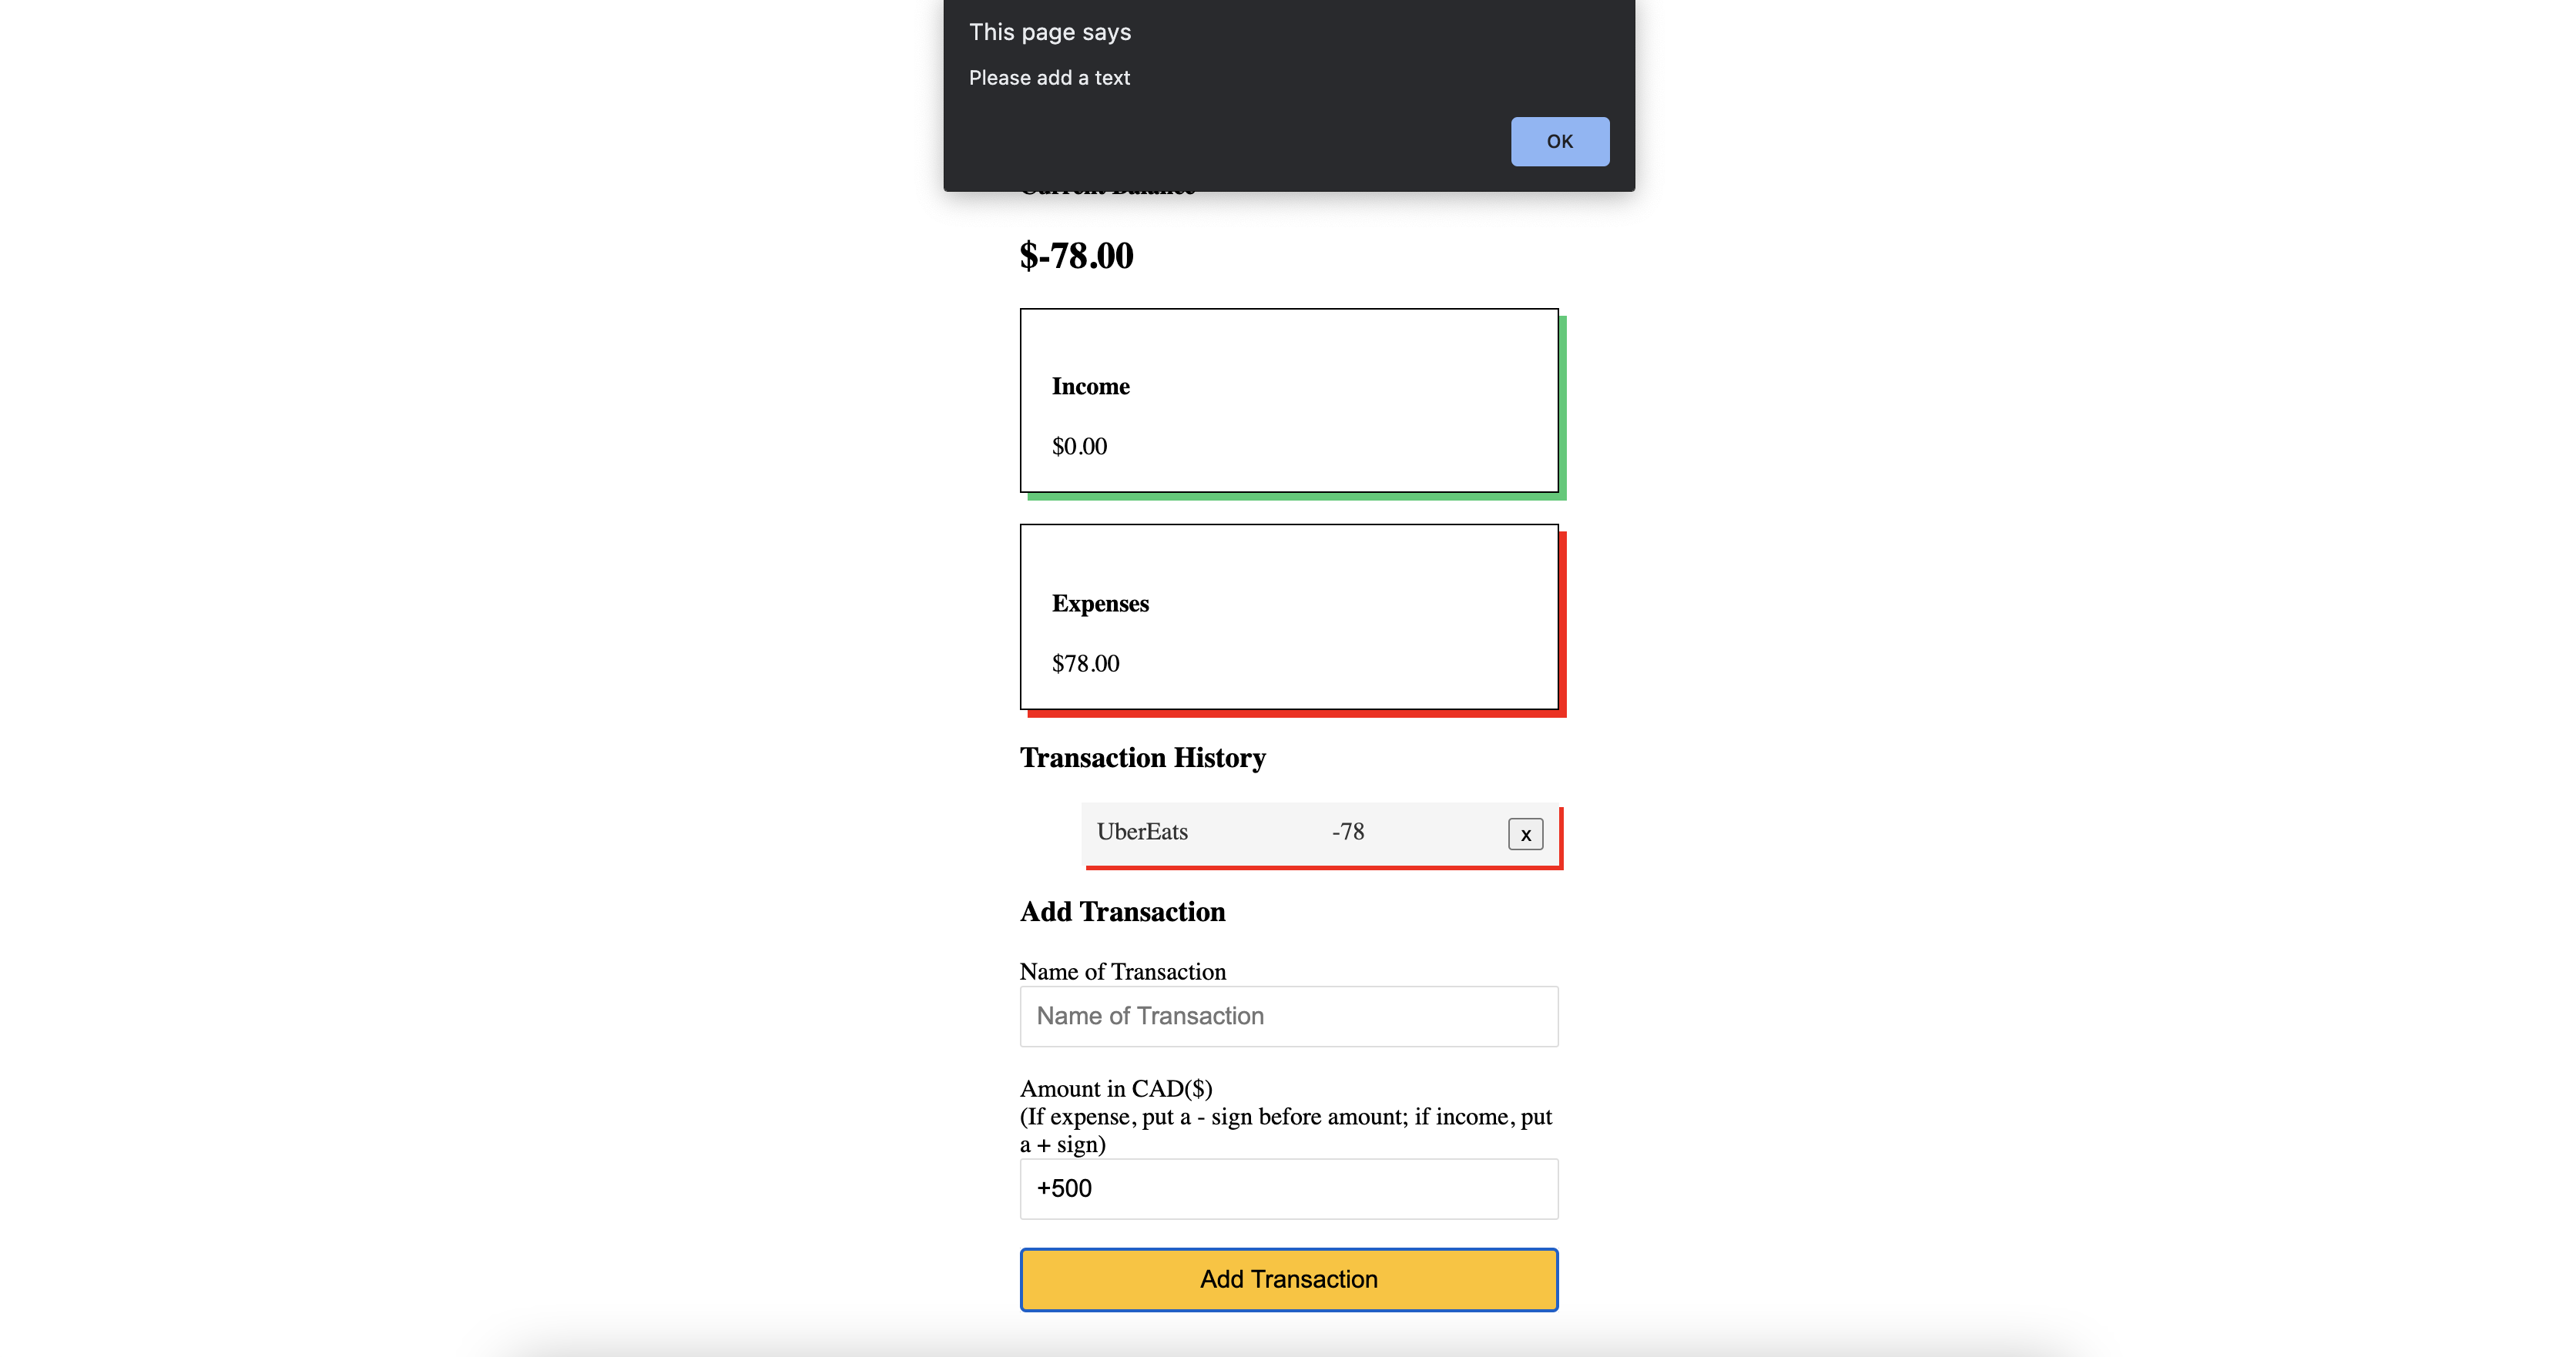 This page says
Please add a text
OK
Current Balance
$-78.00
Income
$0.00
Expenses
$78.00
Transaction History
UberEats -78 x
Add Transaction
Name of Transaction
Name of Transaction
Amount in CAD($)
(If expense, put a - sign before amount; if income, put
a + sign)
+500
Add Transaction